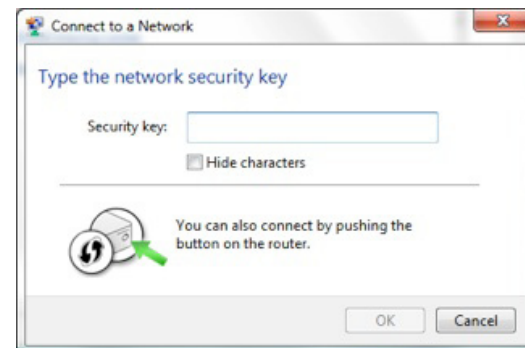 Connect to a Network
Type the network security key
Security key:
Hide characters
You can also connect by pushing the
button on the router.
OK Cancel